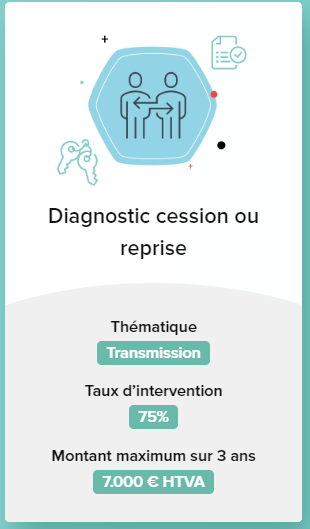 Diagnostic cession ou
reprise
Thématique
Transmission
Taux d'intervention
75%
Montant maximum sur 3 ans
7.000 € HTVA